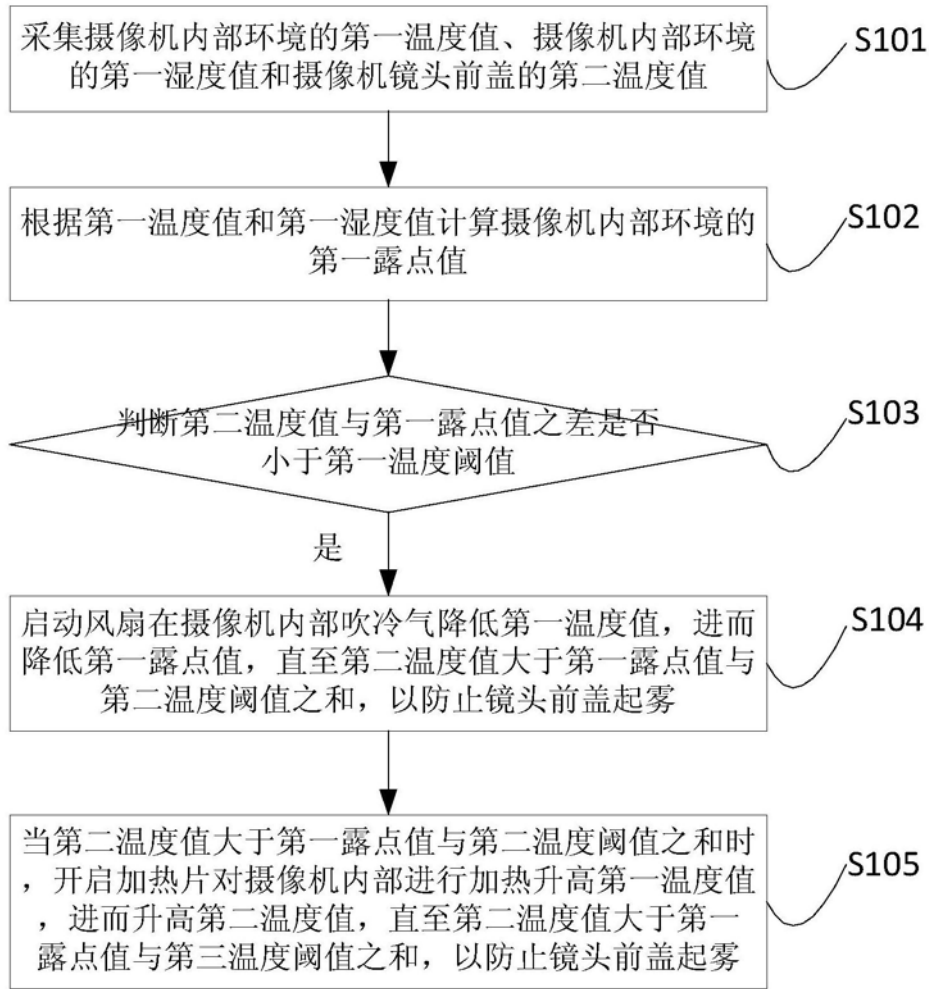 采集摄像机内部环境的第一温度值、摄像机内部环境
的第一湿度值和摄像机镜头前盖的第二温度值
S101
根据第一温度值和第一湿度值计算摄像机内部环境的
第一露点值
S102
判断第二温度值与第一露点值之差是否
小于第一温度阈值
S103
是
启动风扇在摄像机内部吹冷气降低第一温度值，进而
降低第一露点值，直至第二温度值大于第一露点值与
第二温度阈值之和，以防止镜头前盖起雾
S104
当第二温度值大于第一露点值与第二温度阈值之和时
，开启加热片对摄像机内部进行加热升高第一温度值
，进而升高第二温度值，直至第二温度值大于第一
露点值与第三温度阈值之和，以防止镜头前盖起雾
S105